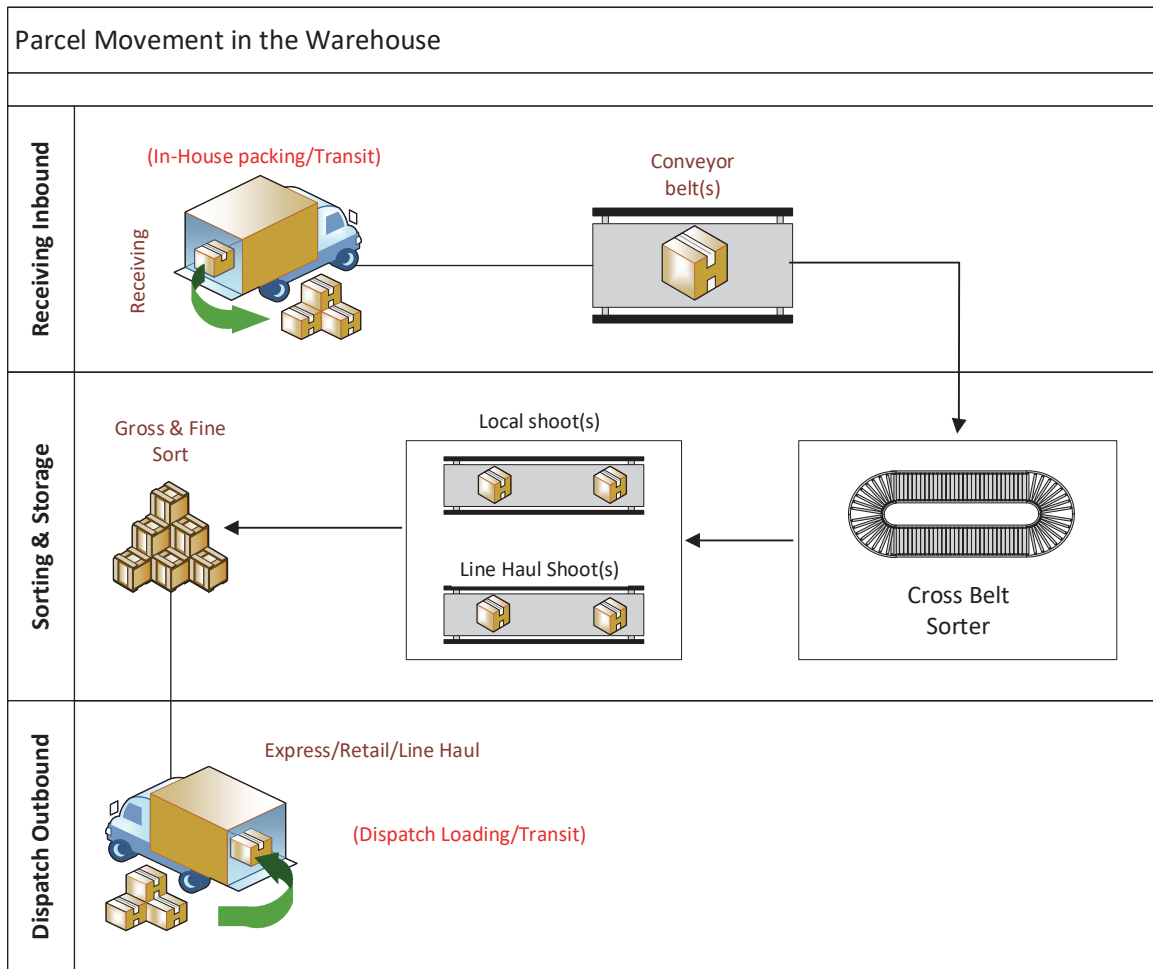 Parcel Movement in the Warehouse
Receiving Inbound
(In-House packing/Transit)
Receiving
Conveyor
belt(s)
Sorting & Storage
Gross & Fine
Sort
Local shoot(s)
Line Haul Shoot(s)
Cross Belt
Sorter
Dispatch Outbound
Express/Retail/Line Haul
(Dispatch Loading/Transit)